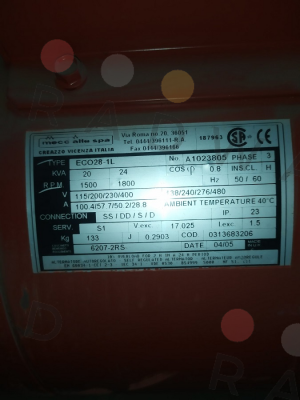 mecc alte spa
CREAZZO VICENZA ITALIA
Via Roma no 20, 36051
Tel. 0444/396111-R.A.
Fax 0444/396166
187963
TYPE ECO28-1L No A1023805 PHASE 3
KVA 20 24 COS 0.8 INS.CL. H
R P M 1500 1800 Hz 50 / 60
V 115/200/230/400 138/240/276/480
A 100.4/57.7/50.2/28.8 AMBIENT TEMPERATURE 40°C
CONNECTION SS / DD / S / D IP 23
SERV. S1 V exc 17.025 I exc. 1.5
Kg 133 J 0.2903 COD 0313683206
6207-2RS DATE 04/05